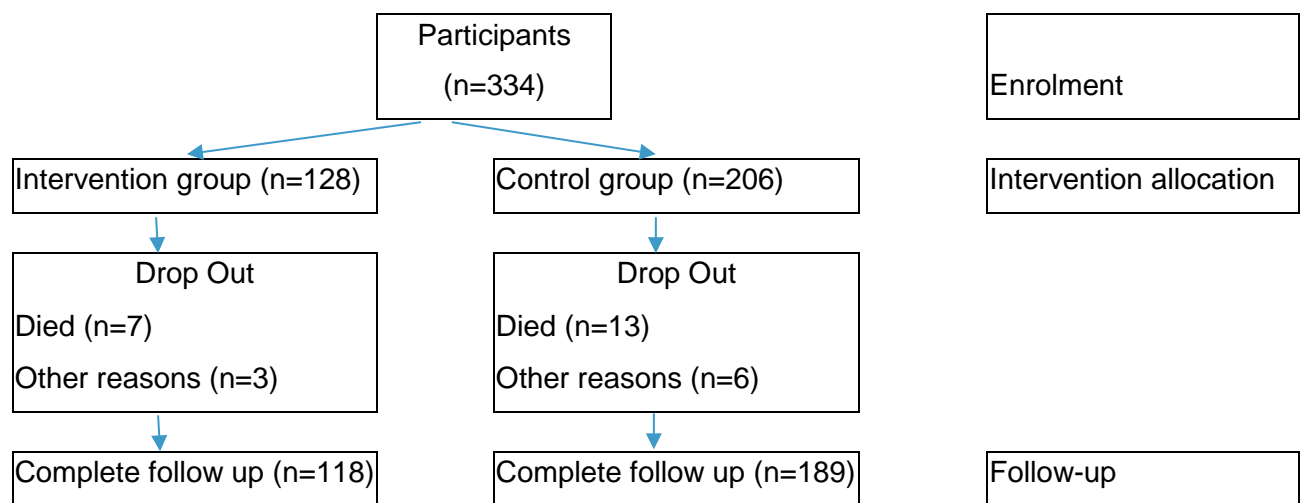 Participants
(n=334)
Enrolment
Intervention group (n=128)
Control group (n=206)
Intervention allocation
Drop Out
Died (n=7)
Other reasons (n=3)
Drop Out
Died (n=13)
Other reasons (n=6)
Complete follow up (n=118)
Complete follow up (n=189)
Follow-up